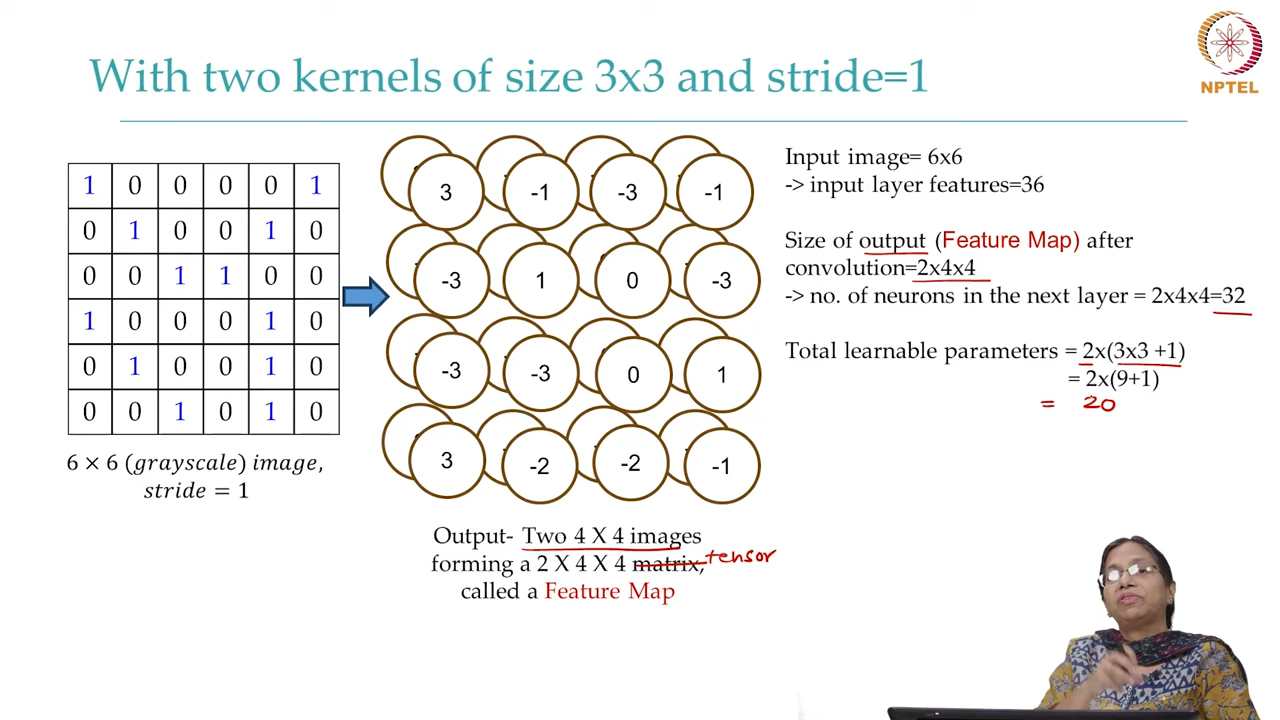 With two kernels of size 3x3 and stride=1
NPTEL
1 0 0 0 0 1
0 1 0 0 1 0
0 0 1 1 0 0
1 0 0 0 1 0
0 1 0 0 1 0
0 0 1 0 1 0
6 × 6 (grayscale) image,
stride = 1
3 -1 -3 -1
-3 1 0 -3
-3 -3 0 1
3 -2 -2 -1
Output- Two 4 X 4 images
forming a 2 X 4 X 4 matrix, tensor
called a Feature Map
Input image= 6x6
-> input layer features=36
Size of output (Feature Map) after
convolution=2x4x4
-> no. of neurons in the next layer = 2x4x4=32
Total learnable parameters = 2x(3x3 +1)
= 2x(9+1)
= 20